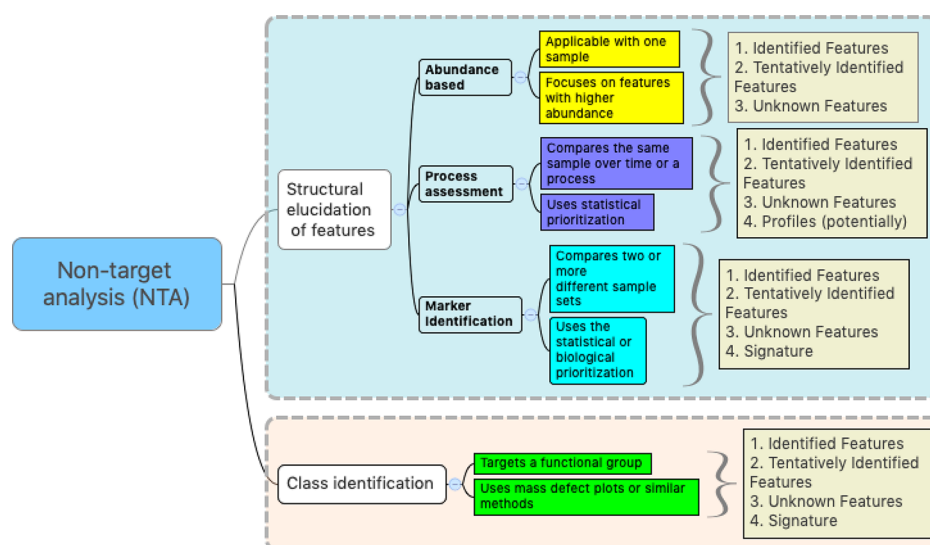 Non-target
analysis (NTA)
Structural
elucidation
of features
Abundance
based
Applicable with one
sample
Focuses on features
with higher
abundance
1. Identified Features
2. Tentatively Identified
Features
3. Unknown Features
Process
assessment
Compares the same
sample over time or a
process
Uses statistical
prioritization
1. Identified Features
2. Tentatively Identified
Features
3. Unknown Features
4. Profiles (potentially)
Marker
Identification
Compares two or
more
different sample
sets
Uses the
statistical or
biological
prioritization
1. Identified Features
2. Tentatively Identified
Features
3. Unknown Features
4. Signature
Class identification
Targets a functional group
Uses mass defect plots or similar
methods
1. Identified Features
2. Tentatively Identified
Features
3. Unknown Features
4. Signature